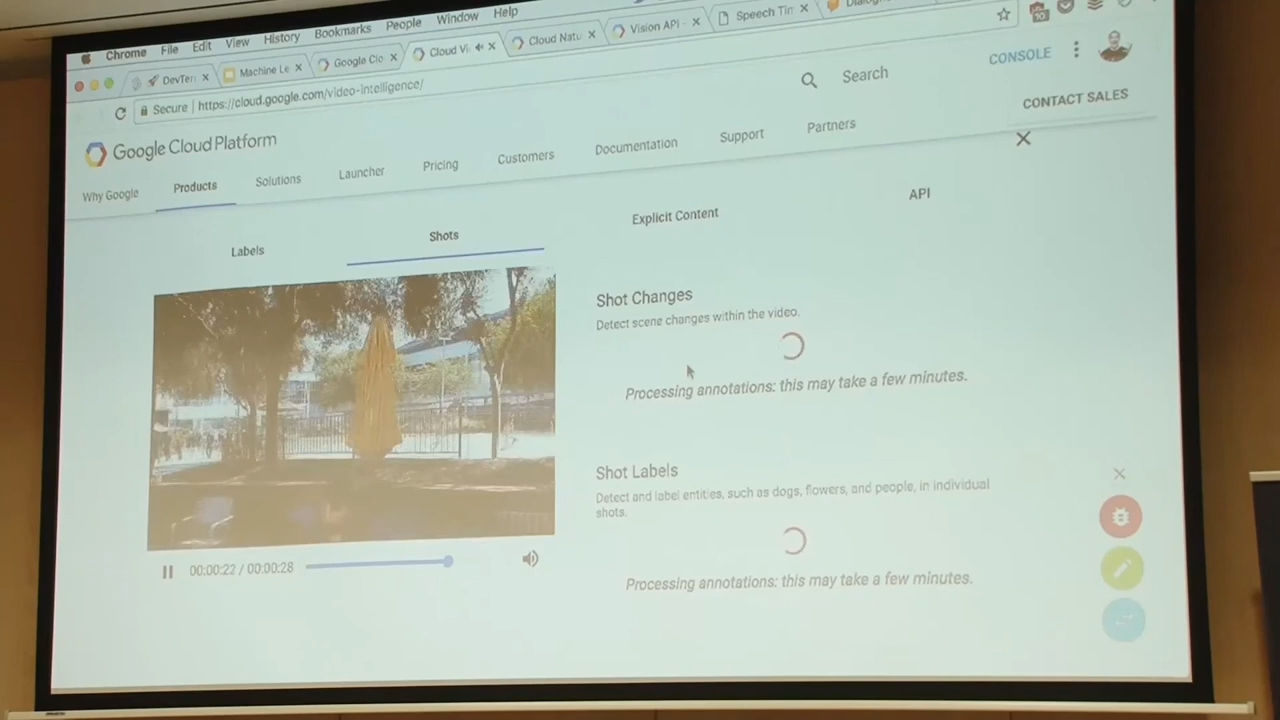 Chrome File Edit View History Bookmarks People Window Help
DevTer
Machine Le
Google Clo
Cloud Vi
Cloud Natu
Vision API -
Speech Tim
Secure | https://cloud.google.com/video-intelligence/
Google Cloud Platform
Search
CONSOLE
CONTACT SALES
Why Google
Products
Solutions
Launcher
Pricing
Customers
Documentation
Support
Partners
Labels
Shots
Explicit Content
API
Shot Changes
Detect scene changes within the video.
Processing annotations: this may take a few minutes.
Shot Labels
Detect and label entities, such as dogs, flowers, and people, in individual
shots.
Processing annotations: this may take a few minutes.
00:00:22 / 00:00:28